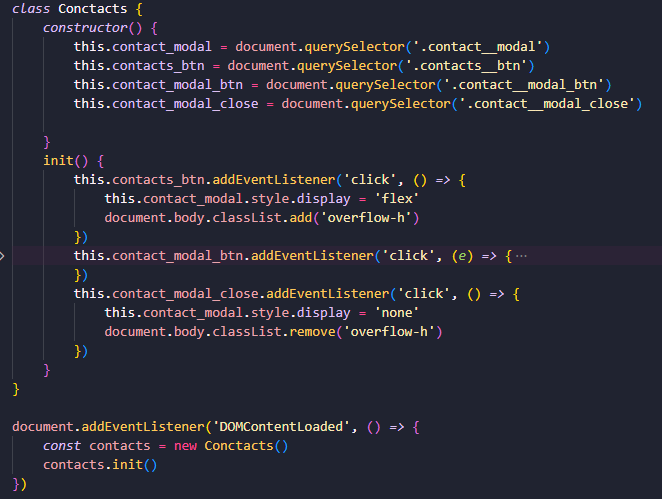 class Conctacts {
    constructor() {
        this.contact_modal = document.querySelector('.contact__modal')
        this.contacts_btn = document.querySelector('.contacts__btn')
        this.contact_modal_btn = document.querySelector('.contact__modal_btn')
        this.contact_modal_close = document.querySelector('.contact__modal_close')
    }
    init() {
        this.contacts_btn.addEventListener('click', () => {
            this.contact_modal.style.display = 'flex'
            document.body.classList.add('overflow-h')
        })
        this.contact_modal_btn.addEventListener('click', (e) => {···
        })
        this.contact_modal_close.addEventListener('click', () => {
            this.contact_modal.style.display = 'none'
            document.body.classList.remove('overflow-h')
        })
    }
}
document.addEventListener('DOMContentLoaded', () => {
    const contacts = new Conctacts()
    contacts.init()
})